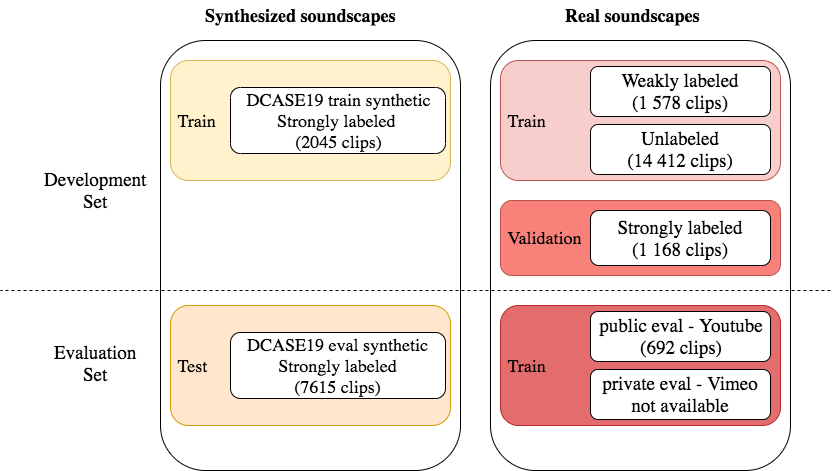 Synthesized soundscapes
Real soundscapes
Development
Set
Train
DCASE19 train synthetic
Strongly labeled
(2045 clips)
Train
Weakly labeled
(1 578 clips)
Unlabeled
(14 412 clips)
Validation
Strongly labeled
(1 168 clips)
Evaluation
Set
Test
DCASE19 eval synthetic
Strongly labeled
(7615 clips)
Train
public eval - Youtube
(692 clips)
private eval - Vimeo
not available